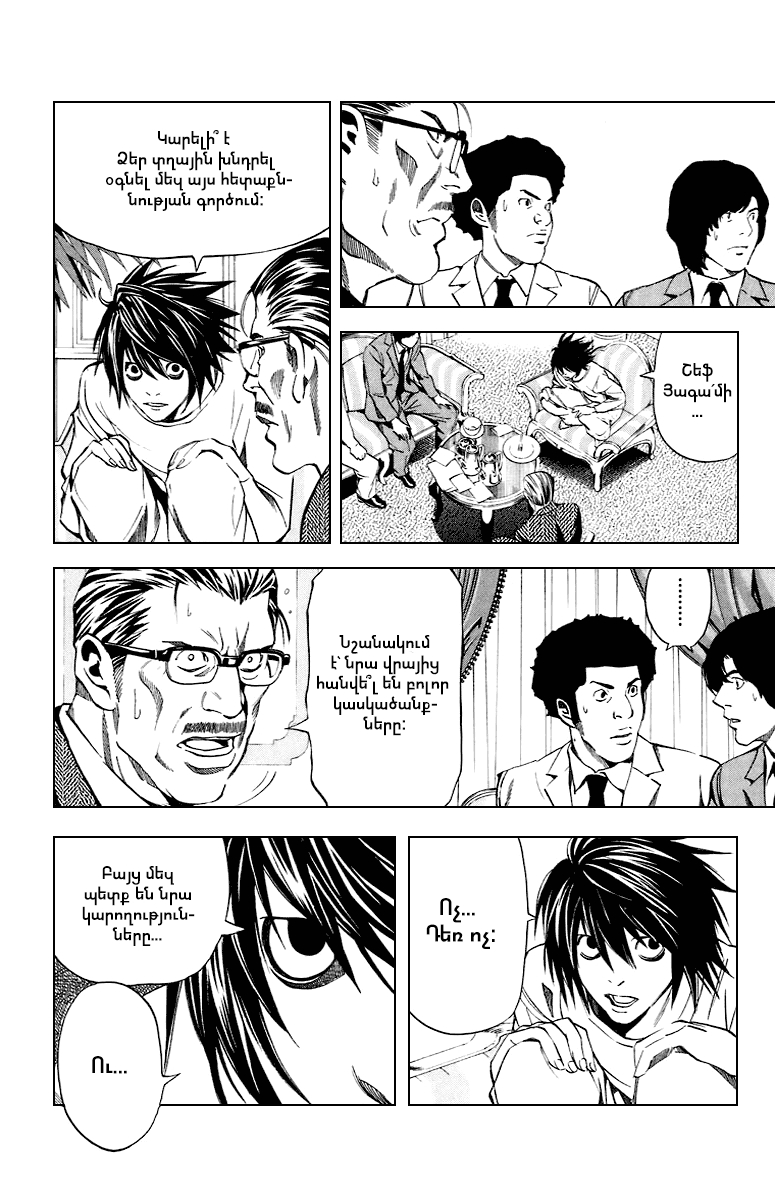 Շեֆ
Յագա՛մի
...
Կարելի՞ է
Ձեր տղային խնդրել
օգնել մեզ այս հետաքն-
նության գործում:
.........
Նշանակում
է՝ նրա վրայից
հանվե՞լ են բոլոր
կասկածանք-
ները:
Ոչ...
Դեռ ոչ:
Բայց մեզ
պետք են նրա
կարողություն-
ները...
Ու...